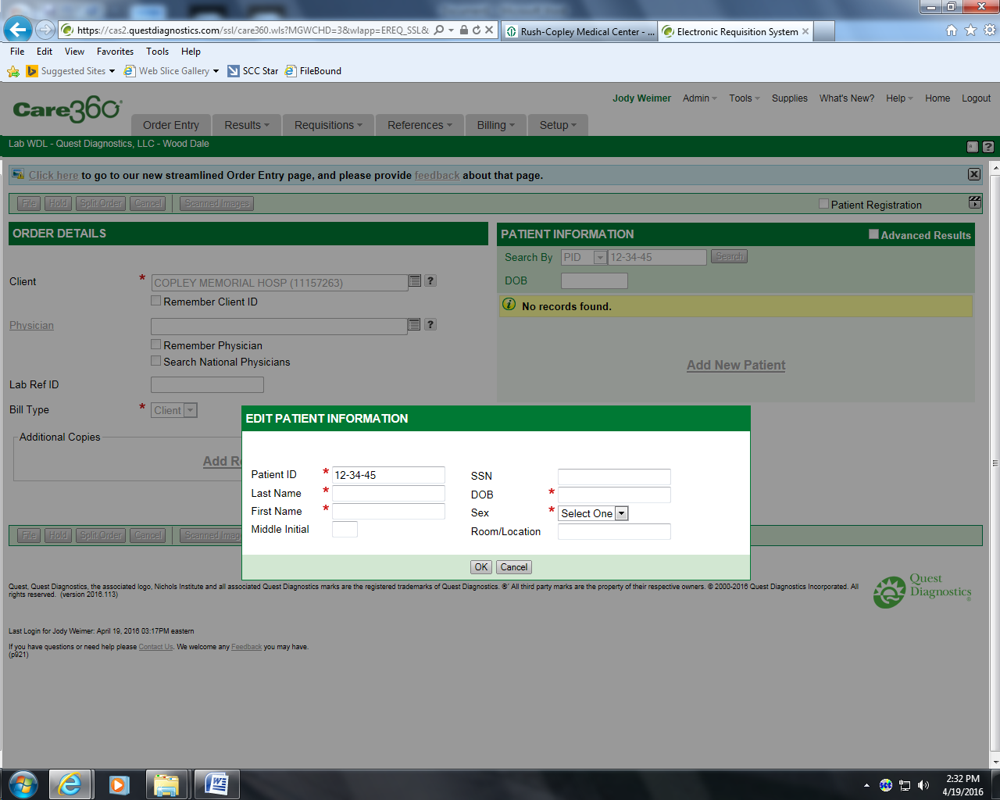 https://cas2.questdiagnostics.com/ssl/care360.wls?MGWCHD=3&wlapp=EREQ_SSL&
Rush-Copley Medical Center - ...
Electronic Requisition System
File Edit View Favorites Tools Help
Suggested Sites Web Slice Gallery SCC Star FileBound
Care360
Jody Weimer Admin Tools Supplies What's New? Help Home Logout
Order Entry Results Requisitions References Billing Setup
Lab WDL - Quest Diagnostics, LLC - Wood Dale
Click here to go to our new streamlined Order Entry page, and please provide feedback about that page.
File Hold Split Order Cancel Scanned Images Patient Registration
ORDER DETAILS
Client * COPLEY MEMORIAL HOSP (11157263) ?
Remember Client ID
Physician ?
Remember Physician
Search National Physicians
Lab Ref ID
Bill Type * Client
Additional Copies
Add R
PATIENT INFORMATION Advanced Results
Search By PID 12-34-45 Search
DOB
No records found.
Add New Patient
EDIT PATIENT INFORMATION
Patient ID * 12-34-45
Last Name *
First Name *
Middle Initial
SSN
DOB *
Sex * Select One
Room/Location
OK Cancel
File Hold Split Order Cancel Scanned Imag
Quest, Quest Diagnostics, the associated logo, Nichols Institute and all associated Quest Diagnostics marks are the registered trademarks of Quest Diagnostics. ®´ All third party marks are the property of their respective owners. © 2000-2016 Quest Diagnostics Incorporated. All
rights reserved. (version 2016.113)
Quest
Diagnostics
Last Login for Jody Weimer: April 19, 2016 03:17PM eastern
If you have questions or need help please Contact Us. We welcome any Feedback you may have.
(p921)
SCC
2:32 PM
4/19/2016